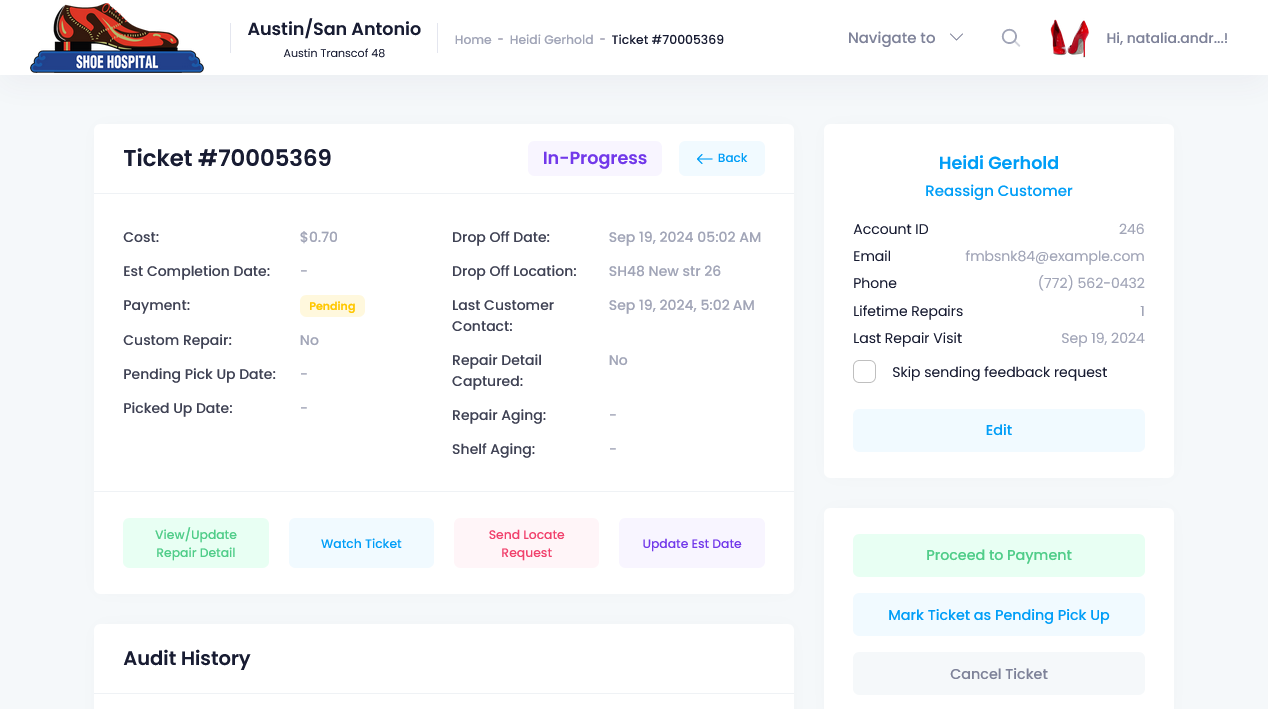 SHOE HOSPITAL
Austin/San Antonio
Austin Transcof 48
Home - Heidi Gerhold - Ticket #70005369
Navigate to
Hi, natalia.andr...!
Ticket #70005369
In-Progress
← Back
Cost: $0.70
Est Completion Date: -
Payment: Pending
Custom Repair: No
Pending Pick Up Date: -
Picked Up Date: -
Drop Off Date: Sep 19, 2024 05:02 AM
Drop Off Location: SH48 New str 26
Last Customer Sep 19, 2024, 5:02 AM
Contact:
Repair Detail No
Captured:
Repair Aging: -
Shelf Aging: -
View/Update
Repair Detail
Watch Ticket
Send Locate
Request
Update Est Date
Audit History
Heidi Gerhold
Reassign Customer
Account ID 246
Email fmbsnk84@example.com
Phone (772) 562-0432
Lifetime Repairs 1
Last Repair Visit Sep 19, 2024
Skip sending feedback request
Edit
Proceed to Payment
Mark Ticket as Pending Pick Up
Cancel Ticket